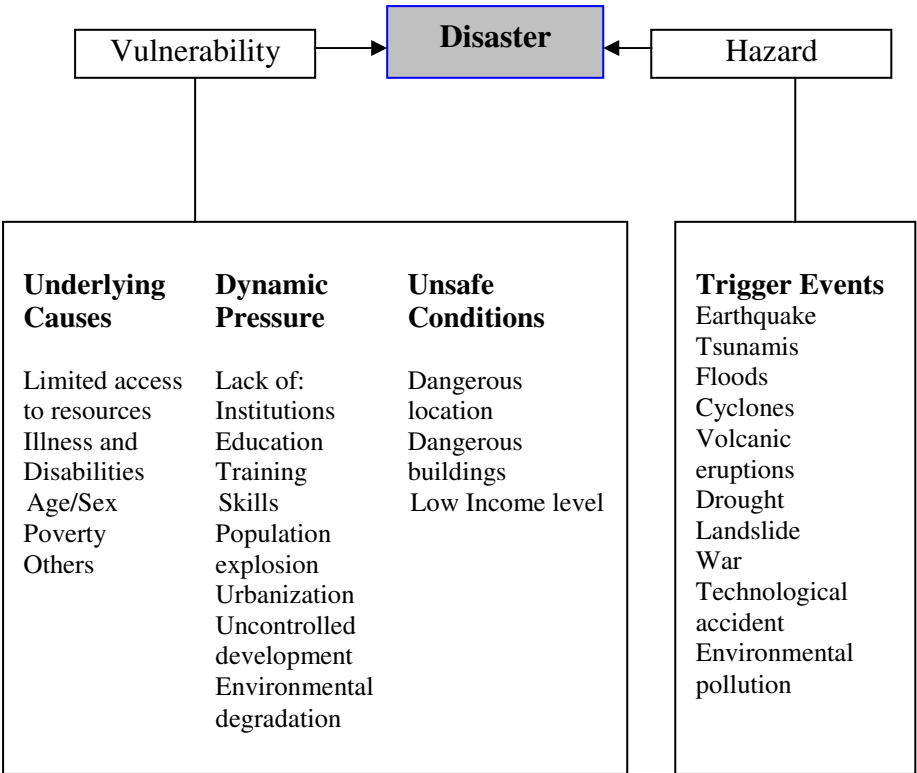 Disaster
Vulnerability
Hazard
Underlying
Causes
Limited access
to resources
Illness and
Disabilities
Age/Sex
Poverty
Others
Dynamic
Pressure
Lack of:
Institutions
Education
Training
Skills
Population
explosion
Urbanization
Uncontrolled
development
Environmental
degradation
Unsafe
Conditions
Dangerous
location
Dangerous
buildings
Low Income level
Trigger Events
Earthquake
Tsunamis
Floods
Cyclones
Volcanic
eruptions
Drought
Landslide
War
Technological
accident
Environmental
pollution